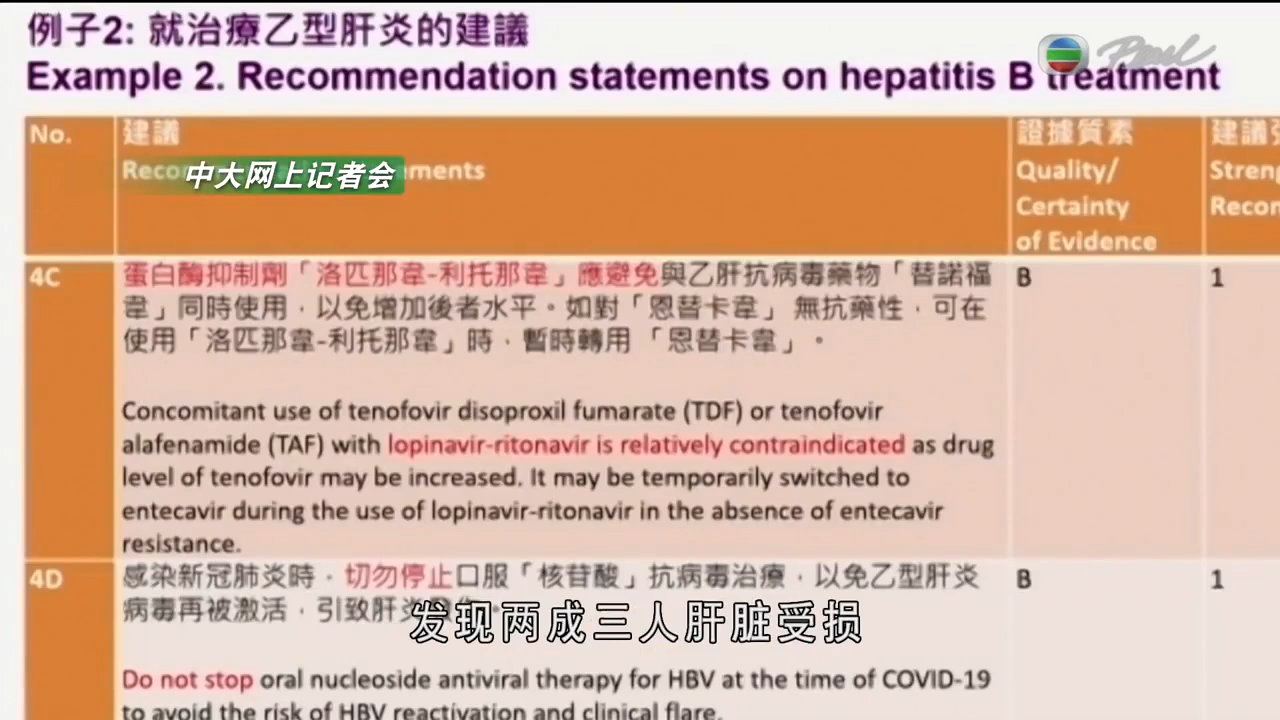 例子2: 就治療乙型肝炎的建議
Example 2. Recommendation statements on hepatitis B treatment
Pearl
No.
建議
ements
證據質素
Quality/
Certainty
of Evidence
建議
中大网上记者会
4C
蛋白酶抑制劑「洛匹那韋-利托那韋」應避免與乙肝抗病毒藥物「替諾福
韋」同時使用，以免增加後者水平。如對「恩替卡韋」 無抗藥性，可在
使用「洛匹那韋-利托那韋」時，暫時轉用 「恩替卡韋」。
Concomitant use of tenofovir disoproxil fumarate (TDF) or tenofovir
alafenamide (TAF) with lopinavir-ritonavir is relatively contraindicated as drug
level of tenofovir may be increased. It may be temporarily switched to
entecavir during the use of lopinavir-ritonavir in the absence of entecavir
resistance.
B
1
4D
感染新冠肺炎時，切勿停止口服「核苷酸」抗病毒治療，以免乙型肝炎
病毒再被激活，引致肝炎
Do not stop oral nucleoside antiviral therapy for HBV at the time of COVID-19
to avoid the risk of HBV reactivation and clinical flare.
B
1
发现两成三人肝脏受损